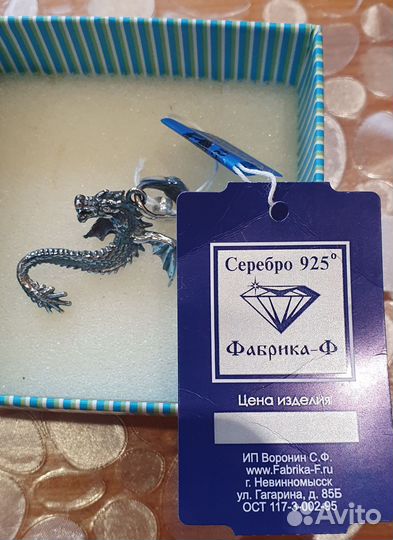 Серебро 925°
Фабрика-Ф
Цена изделия
ИП Воронин С.Ф.
www.Fabrika-F.ru
г. Невинномысск
ул. Гагарина, д. 85Б
ОСТ 117-3-002-95
Avito